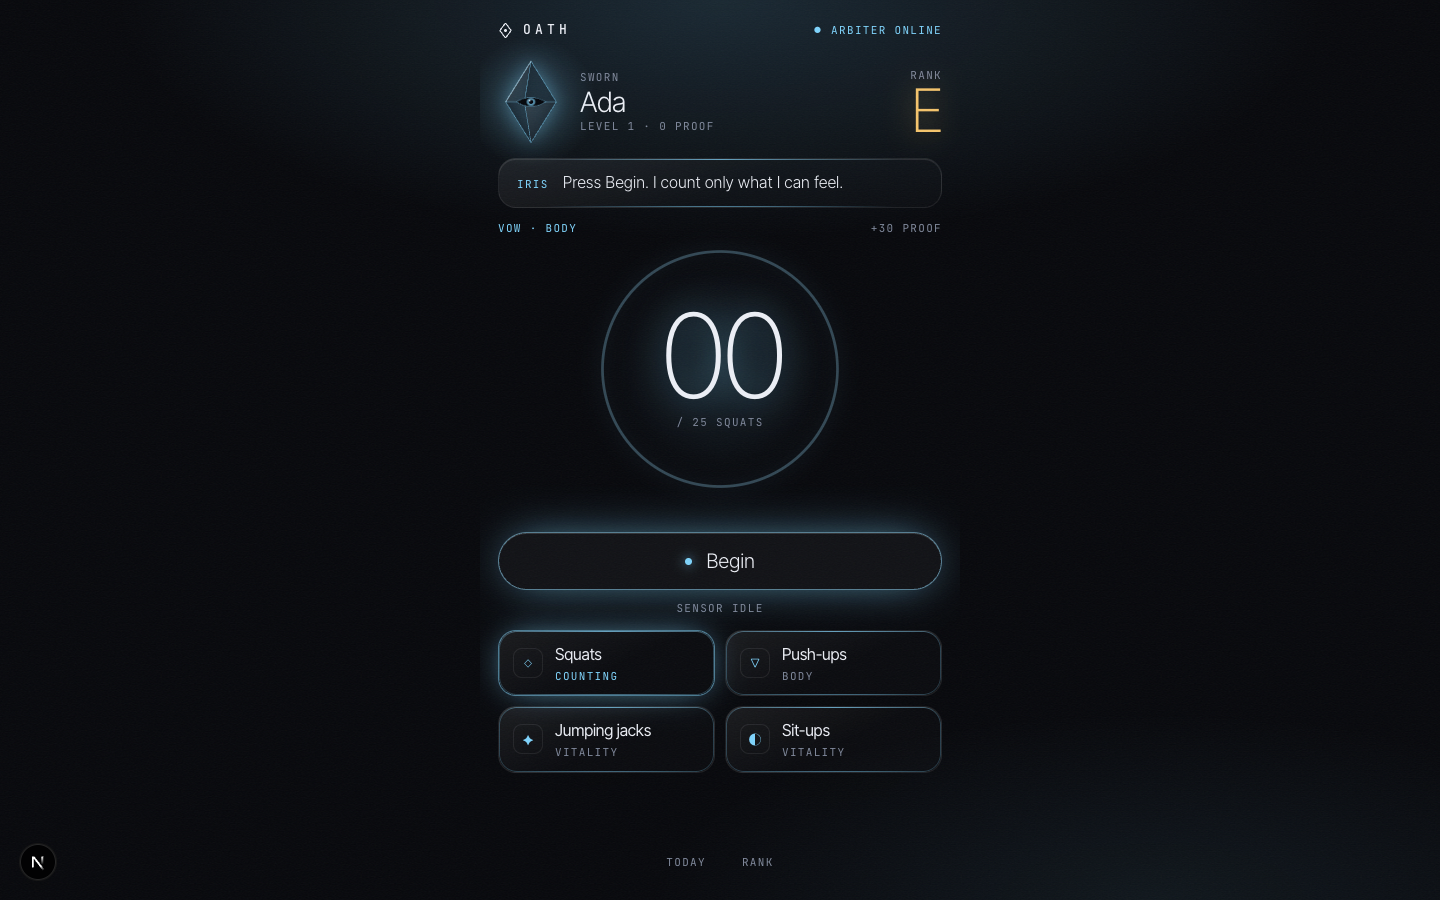 OATH
ARBITER ONLINE
SWORN
Ada
LEVEL 1 · 0 PROOF
RANK
E
IRIS Press Begin. I count only what I can feel.
VOW · BODY
+30 PROOF
00
/ 25 SQUATS
Begin
SENSOR IDLE
Squats
COUNTING
Push-ups
BODY
Jumping jacks
VITALITY
Sit-ups
VITALITY
N
TODAY
RANK